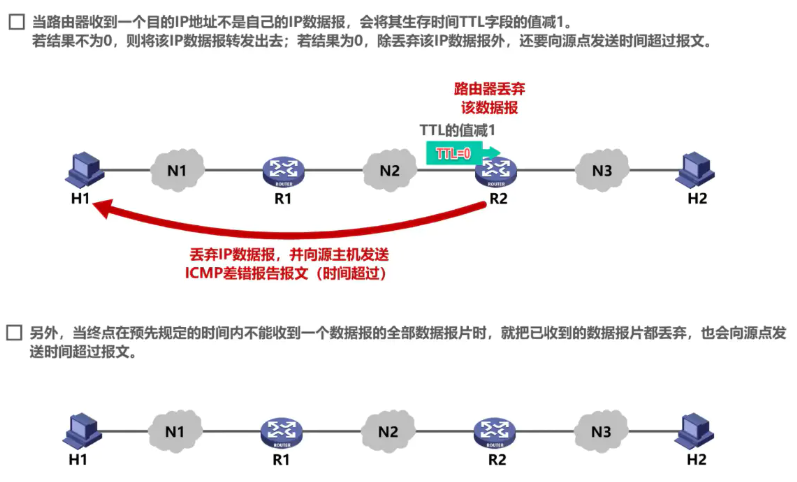 当路由器收到一个目的IP地址不是自己的IP数据报，会将其生存时间TTL字段的值减1。
若结果不为0，则将该IP数据报转发出去；若结果为0，除丢弃该IP数据报外，还要向源点发送时间超过报文。
路由器丢弃
该数据报
TTL的值减1
TTL=0
N1
N2
N3
ROUTER
ROUTER
H1
R1
R2
H2
丢弃IP数据报，并向源主机发送
ICMP差错报告报文（时间超过）
另外，当终点在预先规定的时间内不能收到一个数据报的全部数据报片时，就把已收到的数据报片都丢弃，也会向源点发
送时间超过报文。
N1
N2
N3
ROUTER
ROUTER
H1
R1
R2
H2